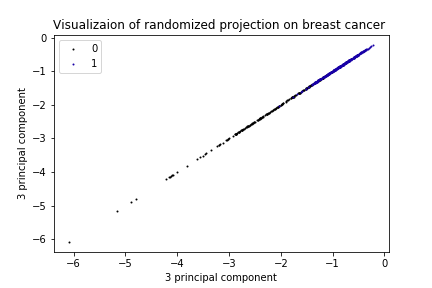 Visualizaion of randomized projection on breast cancer
0
1
0
−1
−2
−3
−4
−5
−6
3 principal component
−6 −5 −4 −3 −2 −1 0
3 principal component